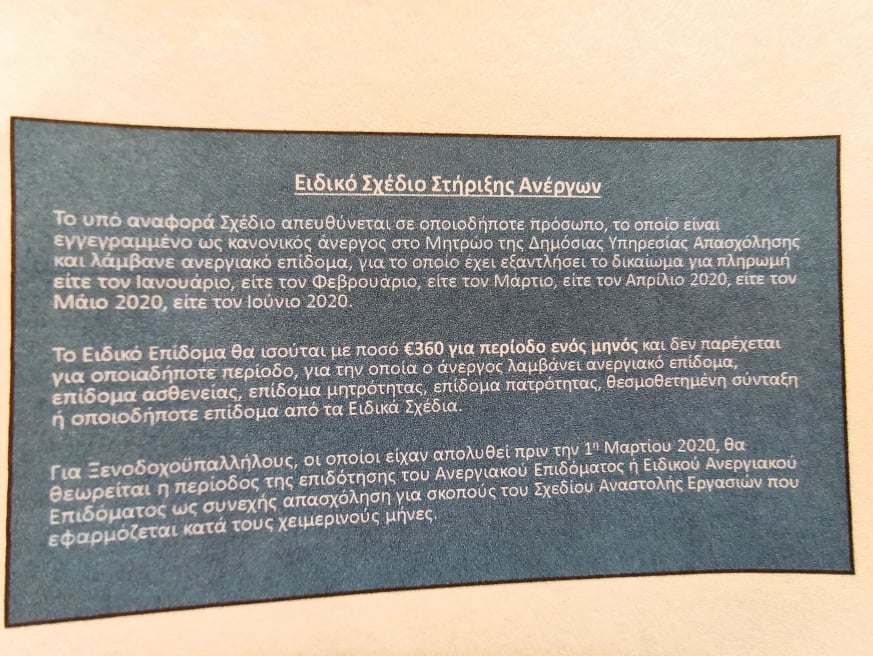 Ειδικό Σχέδιο Στήριξης Ανέργων
Το υπό αναφορά Σχέδιο απευθύνεται σε οποιοδήποτε πρόσωπο, το οποίο είναι
εγγεγραμμένο ως κανονικός άνεργος στο Μητρώο της Δημόσιας Υπηρεσίας Απασχόλησης
και λάμβανε ανεργιακό επίδομα, για το οποίο έχει εξαντλήσει το δικαίωμα για πληρωμή
είτε τον Ιανουάριο, είτε τον Φεβρουάριο, είτε τον Μάρτιο, είτε τον Απρίλιο 2020, είτε τον
Μάιο 2020, είτε τον Ιούνιο 2020.
Το Ειδικό Επίδομα θα ισούται με ποσό €360 για περίοδο ενός μηνός και δεν παρέχεται
για οποιαδήποτε περίοδο, για την οποία ο άνεργος λαμβάνει ανεργιακό επίδομα,
επίδομα ασθενείας, επίδομα μητρότητας, επίδομα πατρότητας, θεσμοθετημένη σύνταξη
ή οποιοδήποτε επίδομα από τα Ειδικά Σχέδια.
Για Ξενοδοχοϋπαλλήλους, οι οποίοι είχαν απολυθεί πριν την 1η Μαρτίου 2020, θα
θεωρείται η περίοδος της επιδότησης του Ανεργιακού Επιδόματος ή Ειδικού Ανεργιακού
Επιδόματος ως συνεχής απασχόληση για σκοπούς του Σχεδίου Αναστολής Εργασιών που
εφαρμόζεται κατά τους χειμερινούς μήνες.